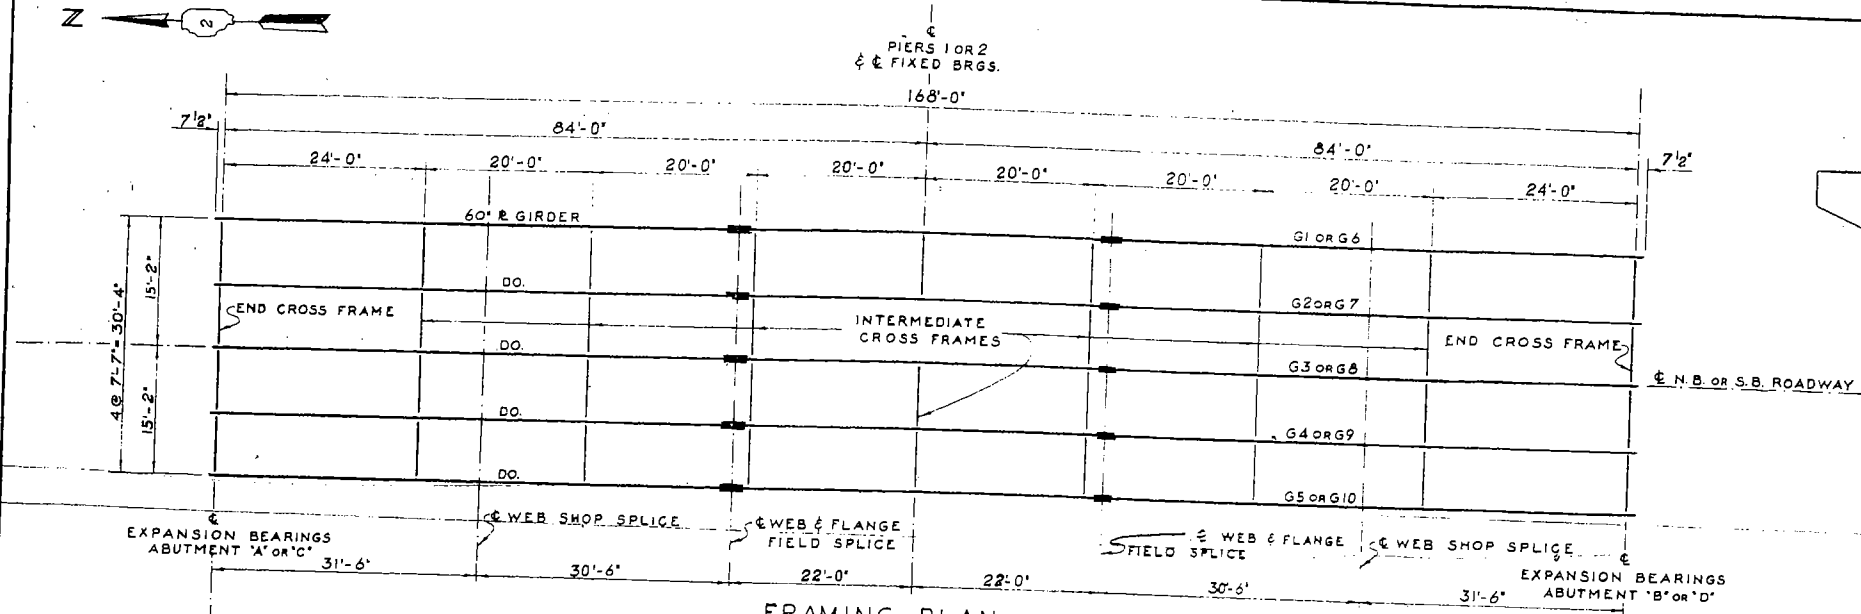 Z
2
℄
PIERS 1 OR 2
& ℄ FIXED BRGS.
168'-0"
7½"
84'-0"
84'-0"
7½"
24'-0"
20'-0"
20'-0"
20'-0"
20'-0"
20'-0"
20'-0"
24'-0"
60" ℞ GIRDER
G1 OR G6
DO.
G2 OR G7
END CROSS FRAME
INTERMEDIATE
CROSS FRAMES
END CROSS FRAME
4 @ 7'-7" = 30'-4"
15'-2"
15'-2"
DO.
G3 OR G8
℄ N.B. OR S.B. ROADWAY
DO.
G4 OR G9
DO.
G5 OR G10
℄
EXPANSION BEARINGS
ABUTMENT "A" OR "C"
℄ WEB SHOP SPLICE
℄ WEB & FLANGE
FIELD SPLICE
℄ WEB & FLANGE
FIELD SPLICE
℄ WEB SHOP SPLICE
℄
EXPANSION BEARINGS
ABUTMENT "B" OR "D"
31'-6"
30'-6"
22'-0"
22'-0"
30'-6"
31'-6"
FRAMING PLAN